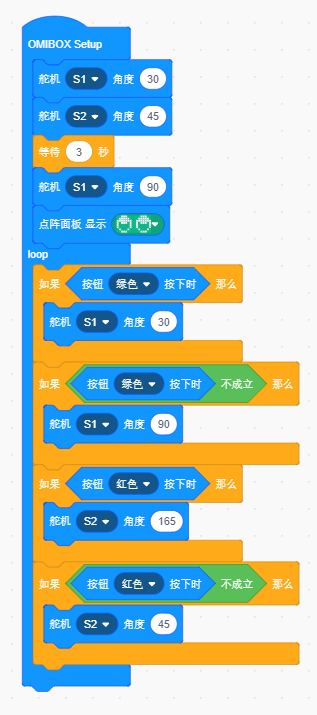 OMIBOX Setup
舵机 S1 角度 30
舵机 S2 角度 45
等待 3 秒
舵机 S1 角度 90
点阵面板 显示
loop
如果 按钮 绿色 按下时 那么
舵机 S1 角度 30
如果 按钮 绿色 按下时 不成立 那么
舵机 S1 角度 90
如果 按钮 红色 按下时 那么
舵机 S2 角度 165
如果 按钮 红色 按下时 不成立 那么
舵机 S2 角度 45